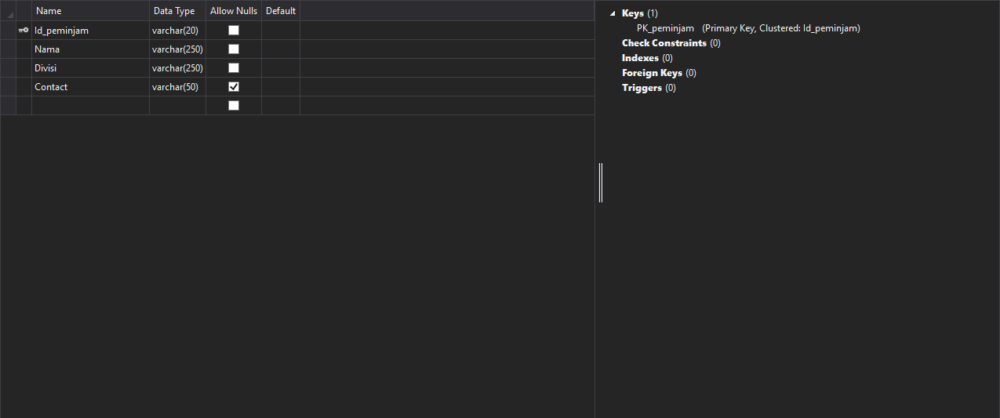 Name Data Type Allow Nulls Default
Id_peminjam varchar(20)
Nama varchar(250)
Divisi varchar(250)
Contact varchar(50)
Keys (1)
PK_peminjam (Primary Key, Clustered: Id_peminjam)
Check Constraints (0)
Indexes (0)
Foreign Keys (0)
Triggers (0)